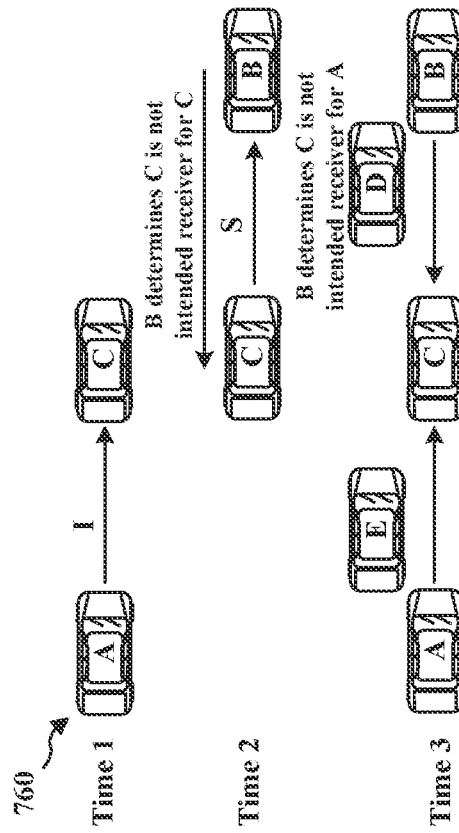 760
Time 1
A
I
C
B determines C is not
intended receiver for C
Time 2
C
S
B
B determines C is not
intended receiver for A
E
D
Time 3
A
C
B